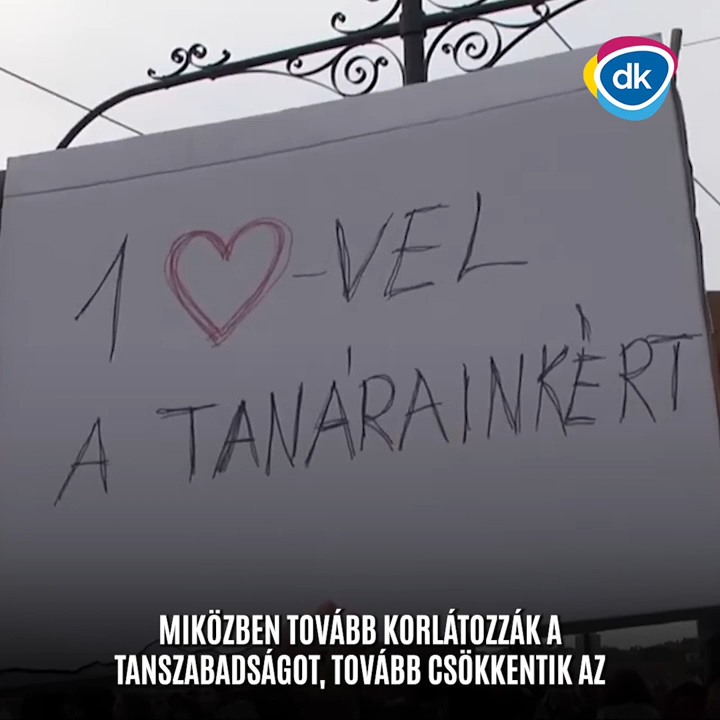 dk
1 ♡-VEL
A TANÁRAINKÉRT
MIKÖZBEN TOVÁBB KORLÁTOZZÁK A
TANSZABADSÁGOT, TOVÁBB CSÖKKENTIK AZ